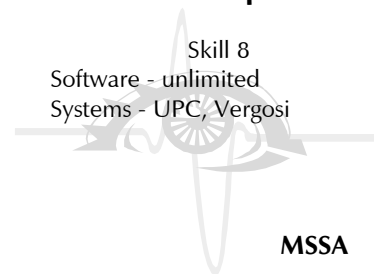 Skill 8
Software - unlimited
Systems - UPC, Vergosi
MSSA